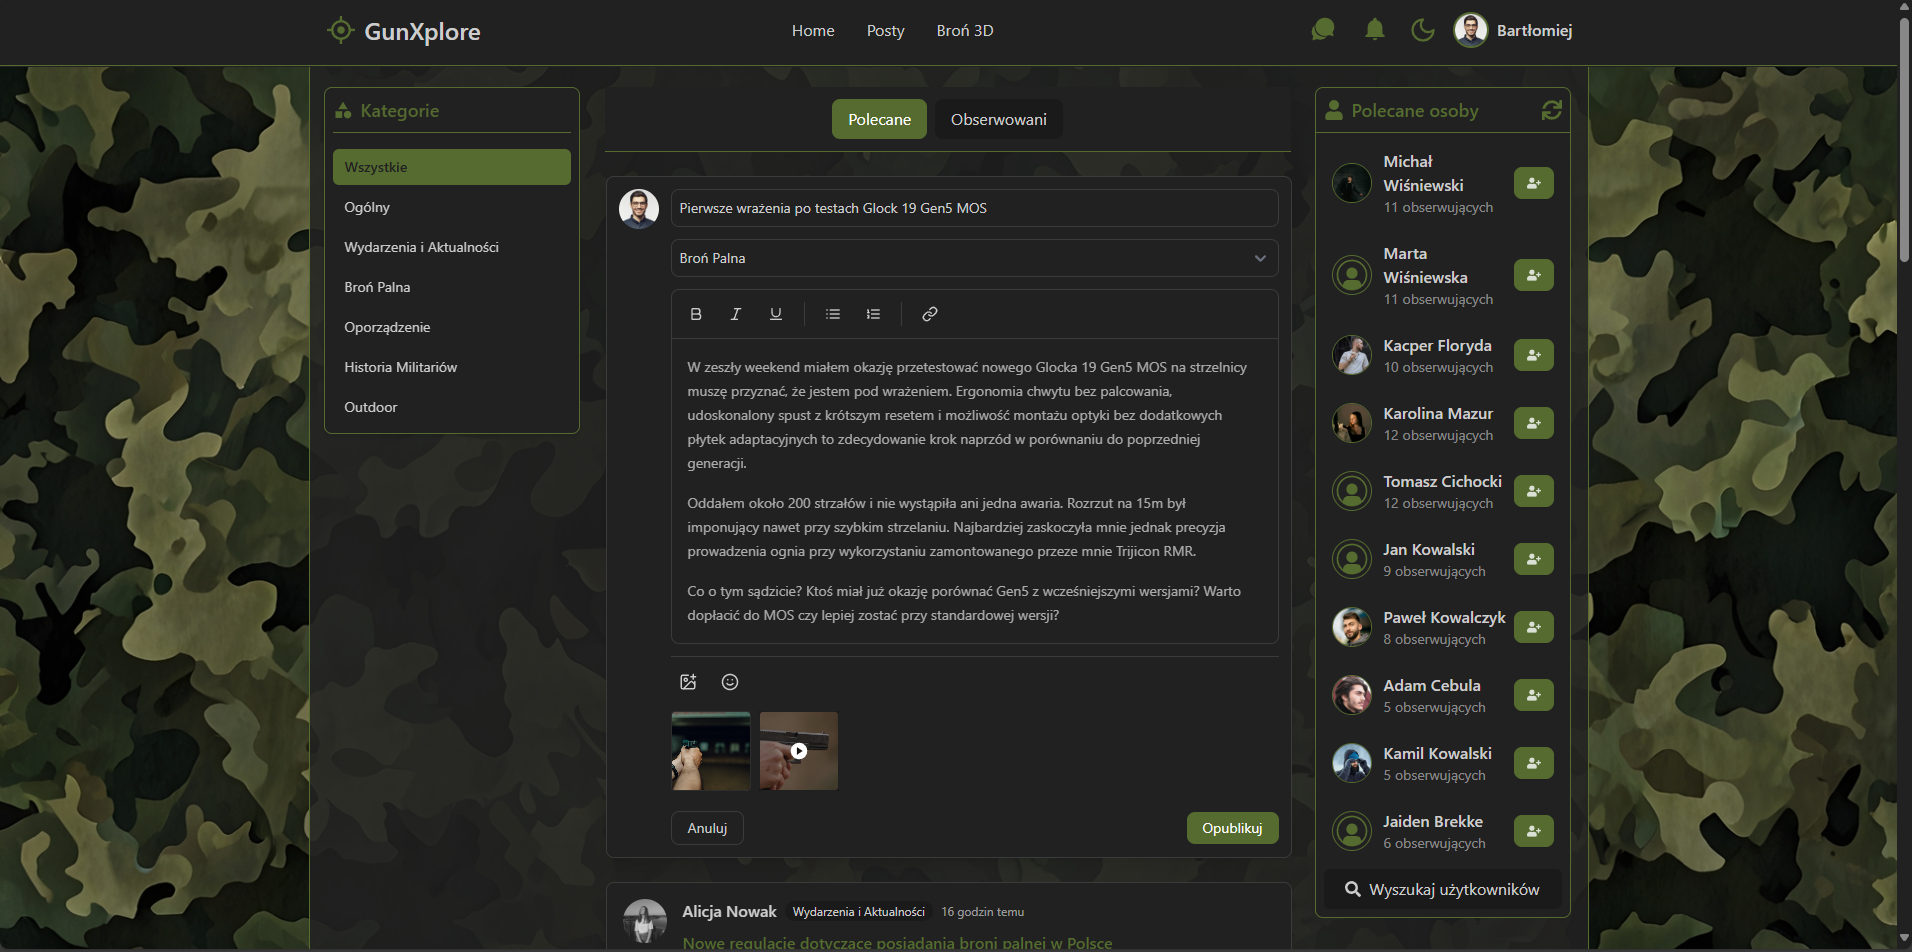 GunXplore
Home
Posty
Broń 3D
Bartłomiej
Kategorie
Wszystkie
Ogólny
Wydarzenia i Aktualności
Broń Palna
Oporządzenie
Historia Militariów
Outdoor
Polecane
Obserwowani
Pierwsze wrażenia po testach Glock 19 Gen5 MOS
Broń Palna
B I U
W zeszły weekend miałem okazję przetestować nowego Glocka 19 Gen5 MOS na strzelnicy
muszę przyznać, że jestem pod wrażeniem. Ergonomia chwytu bez palcowania,
udoskonalony spust z krótszym resetem i możliwość montażu optyki bez dodatkowych
płytek adaptacyjnych to zdecydowanie krok naprzód w porównaniu do poprzedniej
generacji.
Oddałem około 200 strzałów i nie wystąpiła ani jedna awaria. Rozrzut na 15m był
imponujący nawet przy szybkim strzelaniu. Najbardziej zaskoczyła mnie jednak precyzja
prowadzenia ognia przy wykorzystaniu zamontowanego przeze mnie Trijicon RMR.
Co o tym sądzicie? Ktoś miał już okazję porównać Gen5 z wcześniejszymi wersjami? Warto
dopłacić do MOS czy lepiej zostać przy standardowej wersji?
Anuluj
Opublikuj
Alicja Nowak
Wydarzenia i Aktualności
16 godzin temu
Nowe regulacje dotyczące posiadania broni palnej w Polsce
Polecane osoby
Michał
Wiśniewski
11 obserwujących
Marta
Wiśniewska
11 obserwujących
Kacper Floryda
10 obserwujących
Karolina Mazur
12 obserwujących
Tomasz Cichocki
12 obserwujących
Jan Kowalski
9 obserwujących
Paweł Kowalczyk
8 obserwujących
Adam Cebula
5 obserwujących
Kamil Kowalski
5 obserwujących
Jaiden Brekke
6 obserwujących
Wyszukaj użytkowników